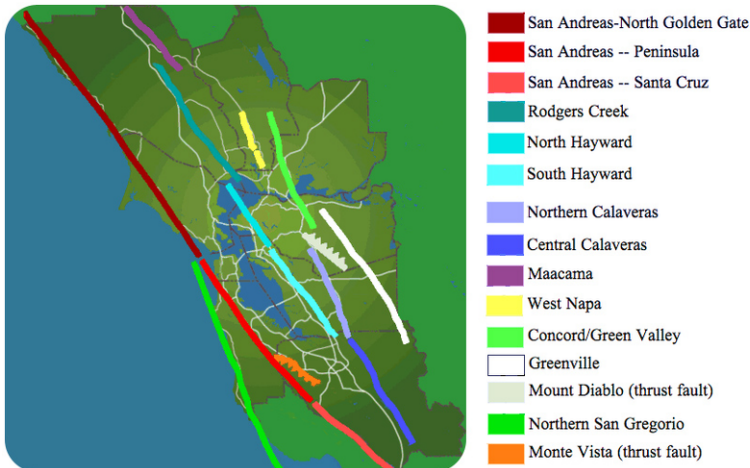 San Andreas-North Golden Gate
San Andreas -- Peninsula
San Andreas -- Santa Cruz
Rodgers Creek
North Hayward
South Hayward
Northern Calaveras
Central Calaveras
Maacama
West Napa
Concord/Green Valley
Greenville
Mount Diablo (thrust fault)
Northern San Gregorio
Monte Vista (thrust fault)